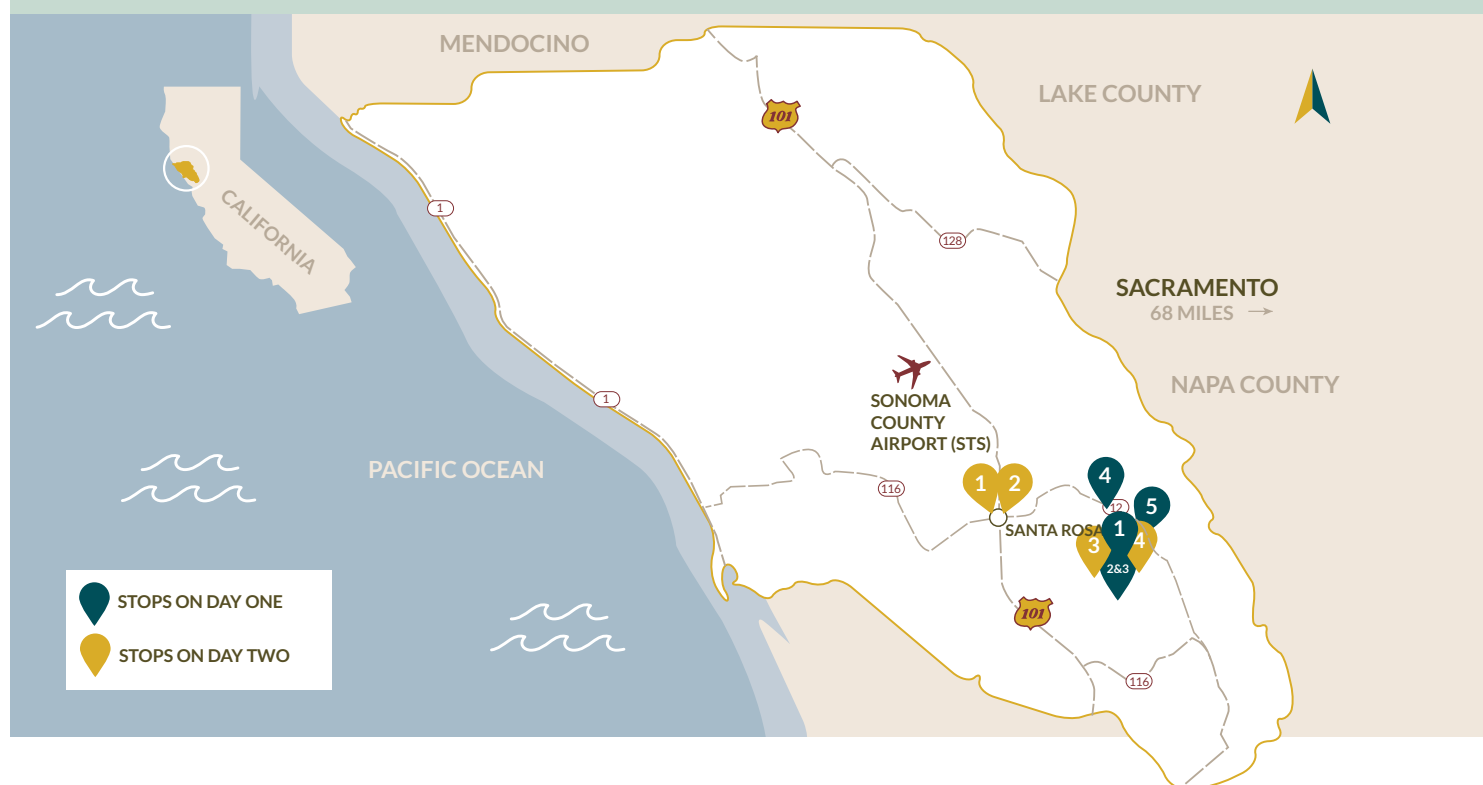 MENDOCINO
LAKE COUNTY
101
CALIFORNIA
1
128
SACRAMENTO
68 MILES
NAPA COUNTY
1
SONOMA
COUNTY
AIRPORT (STS)
PACIFIC OCEAN
116
1
2
4
12
5
SANTA ROSA
1
3
4
2&3
101
116
STOPS ON DAY ONE
STOPS ON DAY TWO